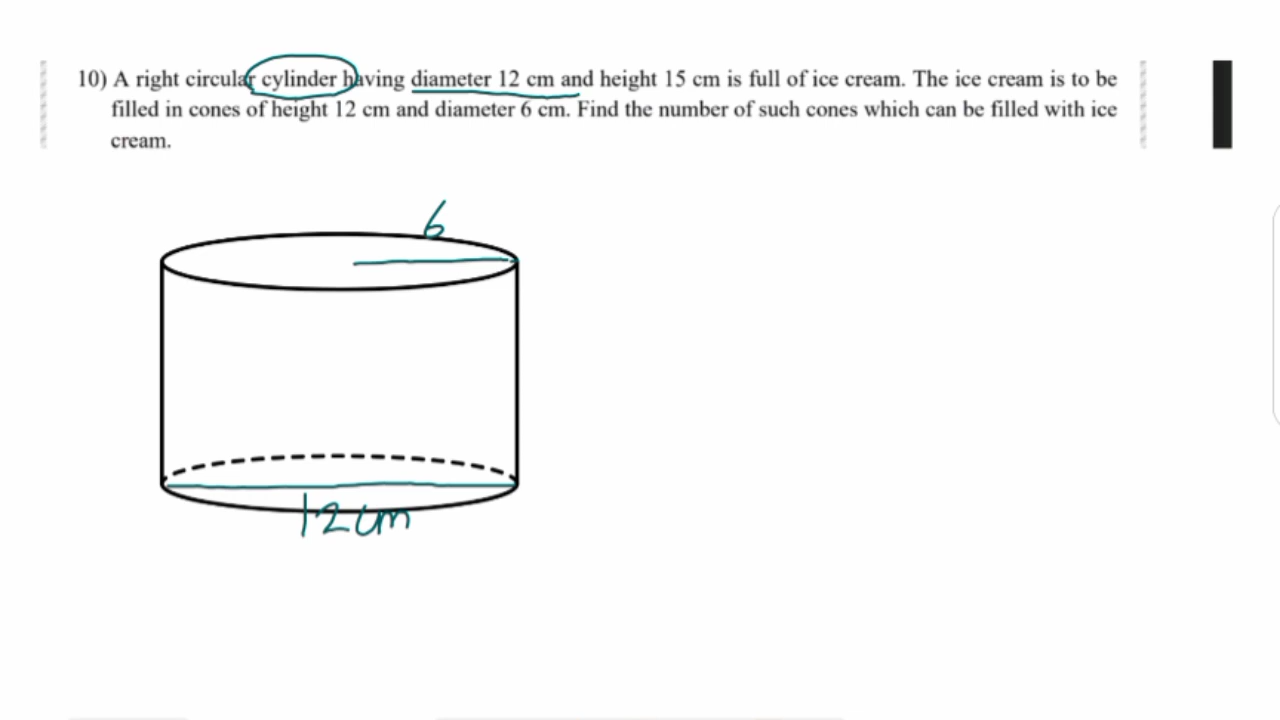 10) A right circular cylinder having diameter 12 cm and height 15 cm is full of ice cream. The ice cream is to be
filled in cones of height 12 cm and diameter 6 cm. Find the number of such cones which can be filled with ice
cream.
6
12cm